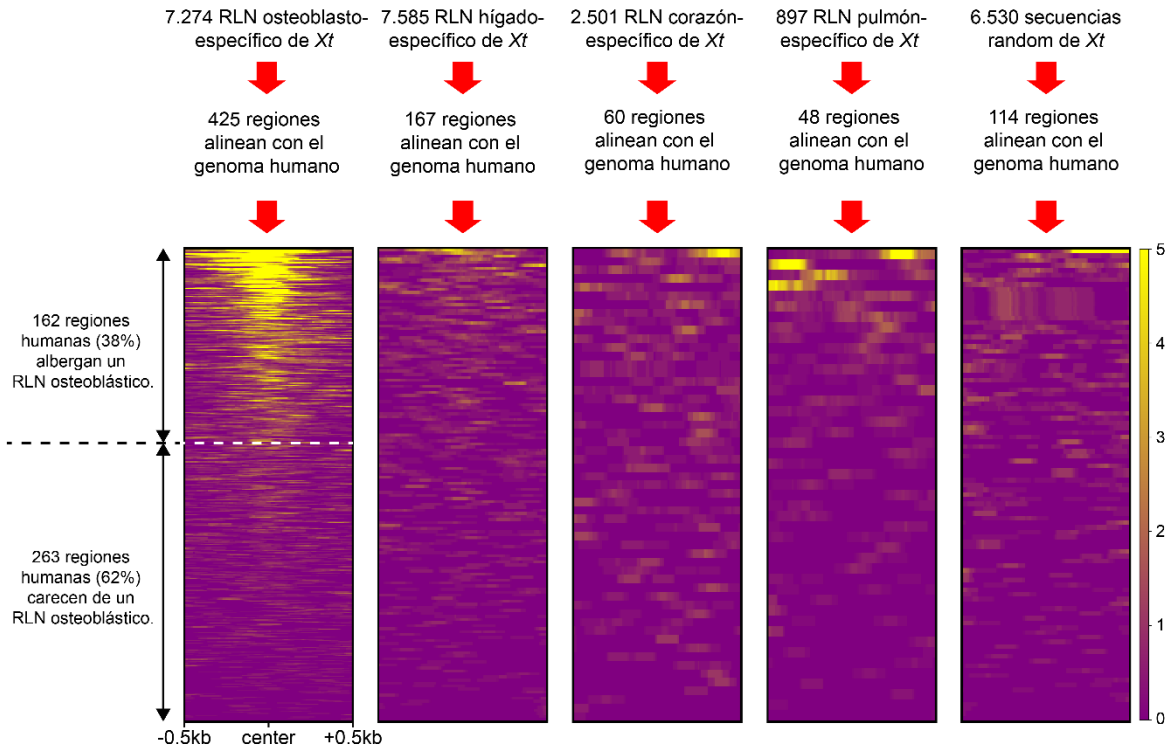 7.274 RLN osteoblasto-
específico de Xt
7.585 RLN hígado-
específico de Xt
2.501 RLN corazón-
específico de Xt
897 RLN pulmón-
específico de Xt
6.530 secuencias
random de Xt
425 regiones
alinean con el
genoma humano
167 regiones
alinean con el
genoma humano
60 regiones
alinean con el
genoma humano
48 regiones
alinean con el
genoma humano
114 regiones
alinean con el
genoma humano
162 regiones
humanas (38%)
albergan un
RLN osteoblástico.
263 regiones
humanas (62%)
carecen de un
RLN osteoblástico.
-0.5kb center +0.5kb
5
4
3
2
1
0